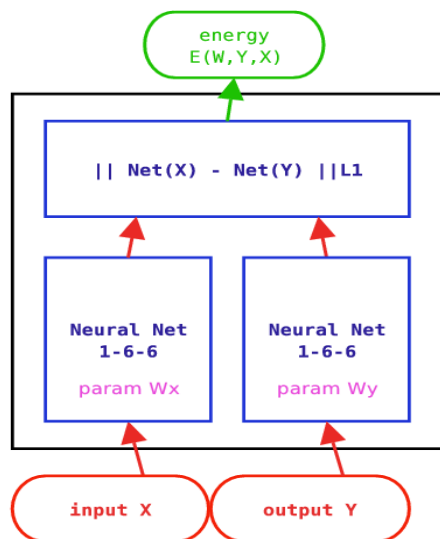 energy
E(W,Y,X)
|| Net(X) - Net(Y) ||L1
Neural Net
1-6-6
param Wx
Neural Net
1-6-6
param Wy
input X
output Y